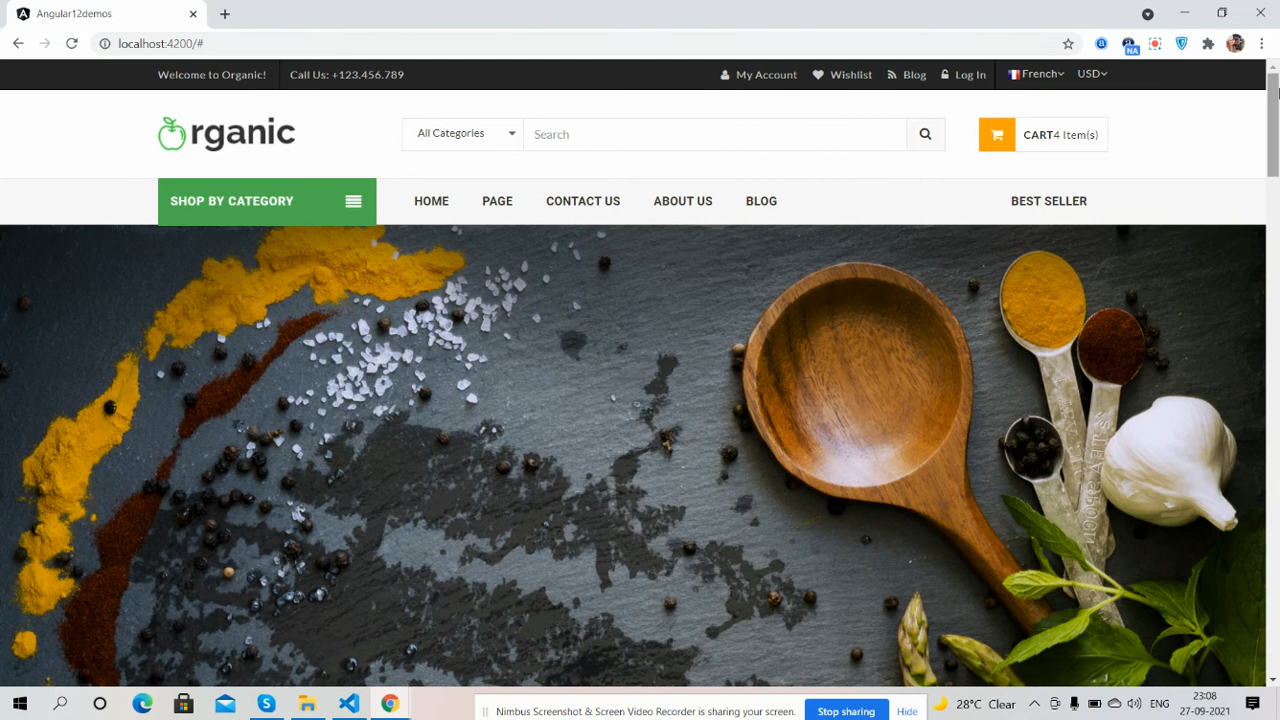 Angular12demos
localhost:4200/#
NA
Welcome to Organic!
Call Us: +123.456.789
My Account
Wishlist
Blog
Log In
French
USD
rganic
All Categories
Search
CART4 Item(s)
SHOP BY CATEGORY
HOME
PAGE
CONTACT US
ABOUT US
BLOG
BEST SELLER
Nimbus Screenshot & Screen Video Recorder is sharing your screen.
Stop sharing
Hide
28°C Clear
ENG
23:08
27-09-2021